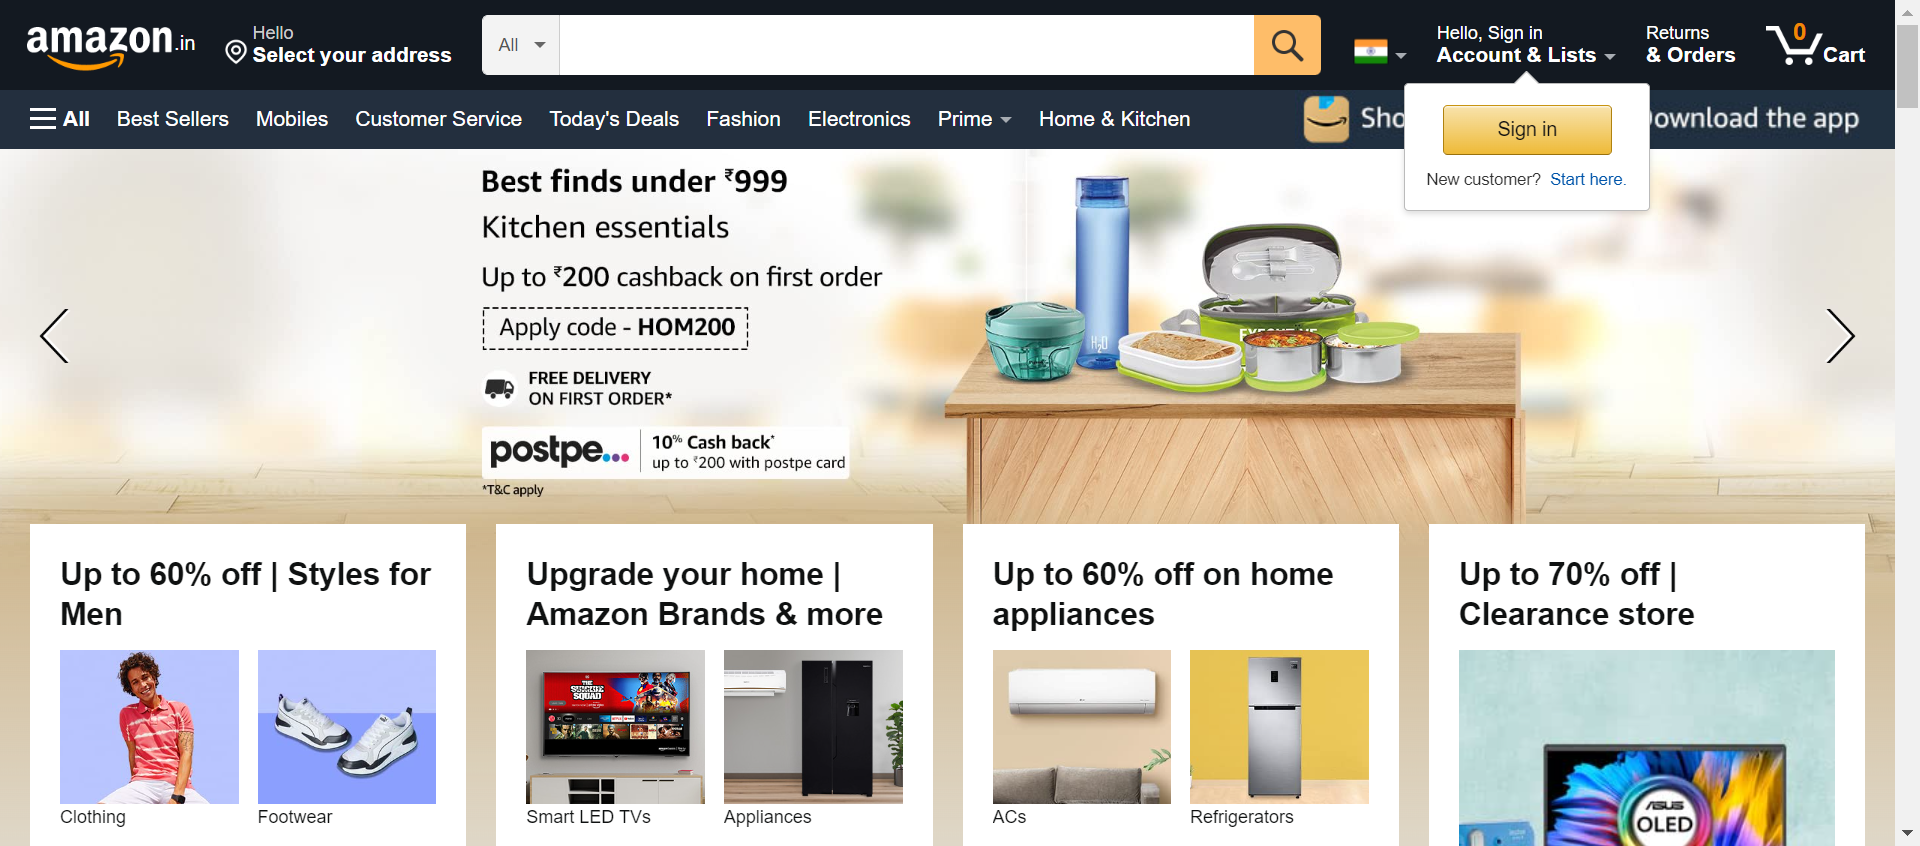 amazon.in
Hello
Select your address
All
Hello, Sign in
Account & Lists
Returns
& Orders
0
Cart
All
Best Sellers
Mobiles
Customer Service
Today's Deals
Fashion
Electronics
Prime
Home & Kitchen
Sho
ownload the app
Sign in
New customer? Start here.
Best finds under ₹999
Kitchen essentials
Up to ₹200 cashback on first order
Apply code - HOM200
FREE DELIVERY
ON FIRST ORDER*
postpe...
10% Cash back*
up to ₹200 with postpe card
*T&C apply
H₂O
Up to 60% off | Styles for
Men
Clothing
Footwear
Upgrade your home |
Amazon Brands & more
THE
SUICIDE
SQUAD
Smart LED TVs
Appliances
Up to 60% off on home
appliances
ACs
Refrigerators
Up to 70% off |
Clearance store
ASUS
OLED